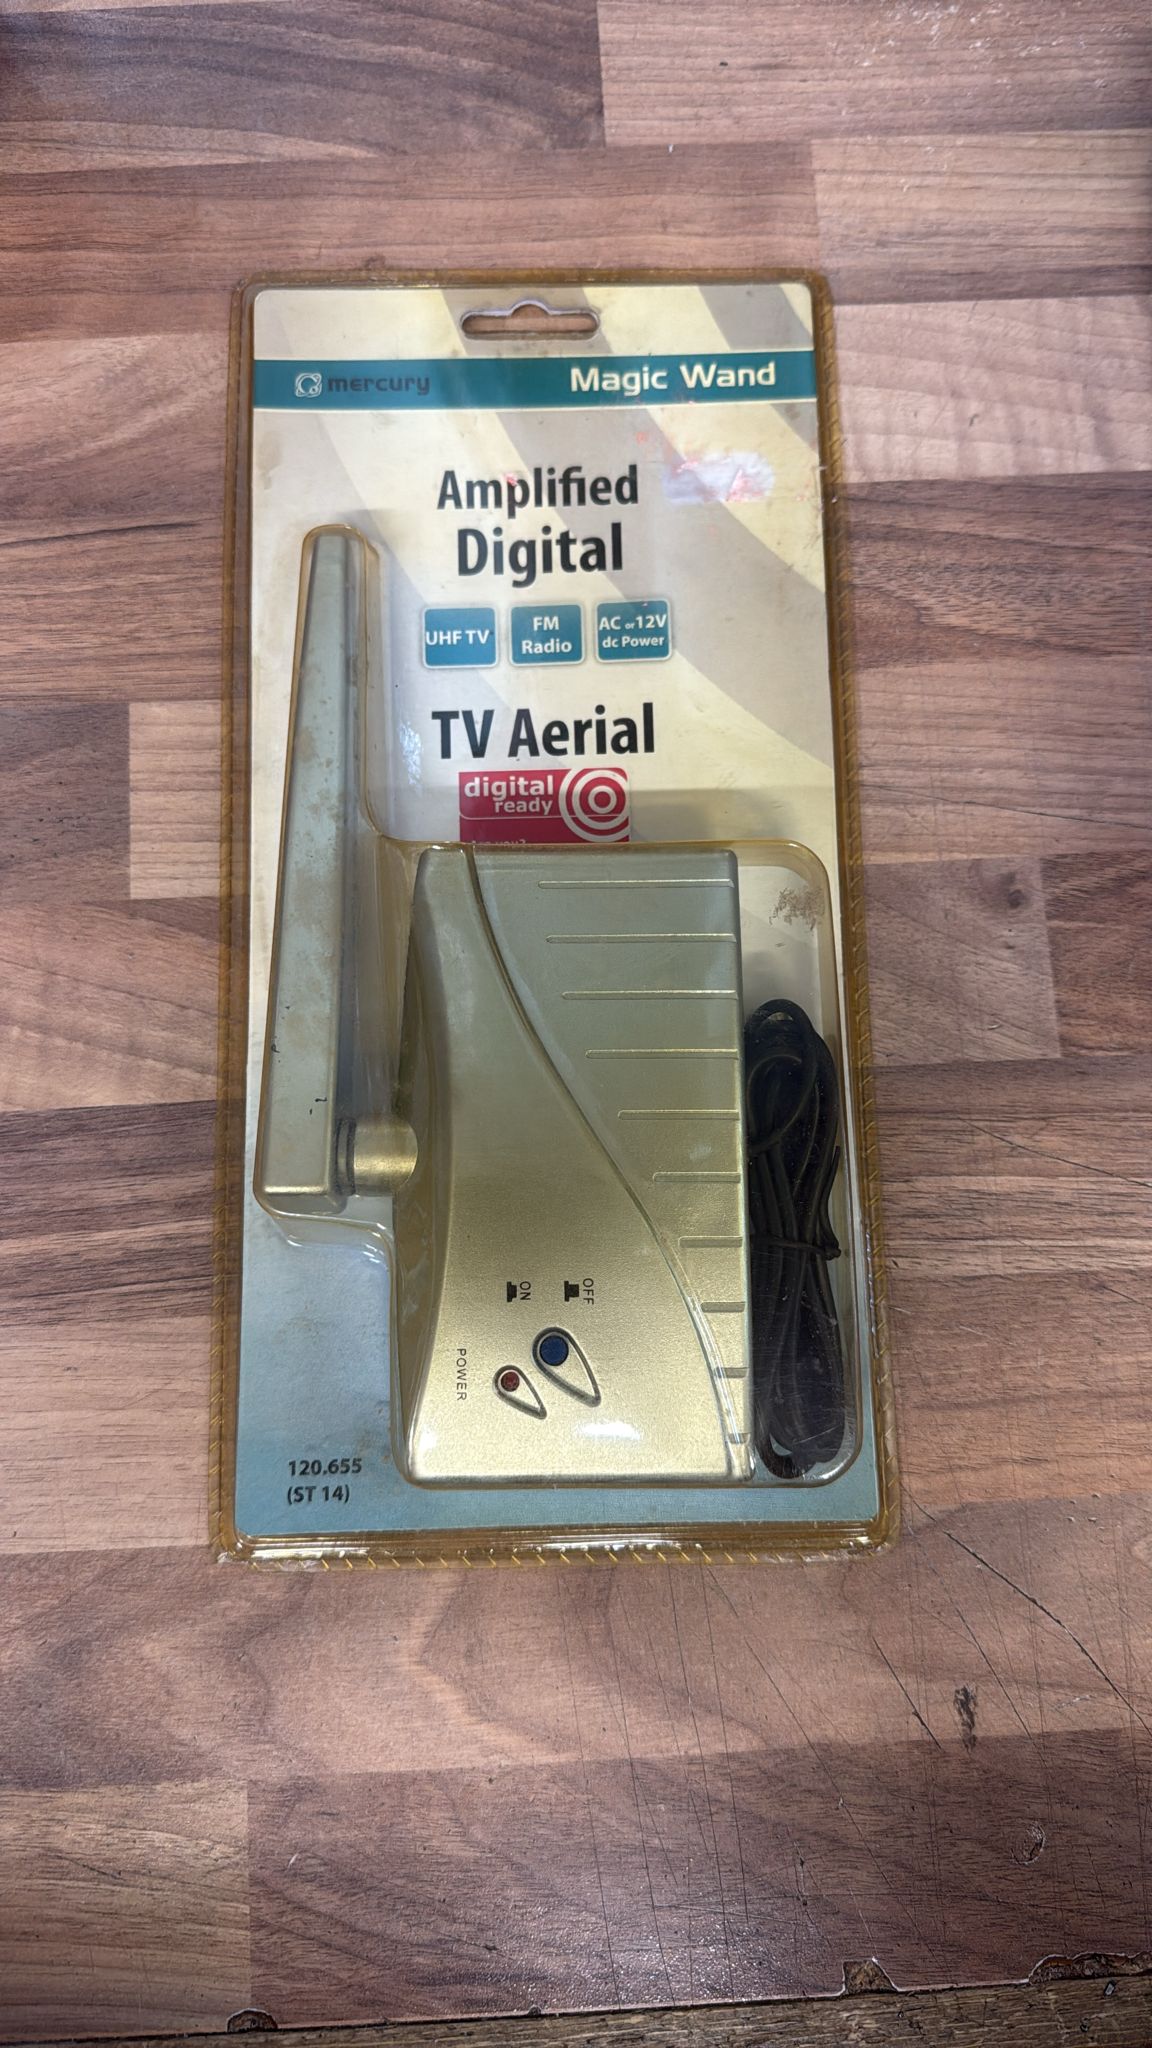 mercury
Magic Wand
Amplified
Digital
UHF TV
FM
Radio
AC or 12V
dc Power
TV Aerial
digital
ready
ON
OFF
POWER
120.655
(ST 14)